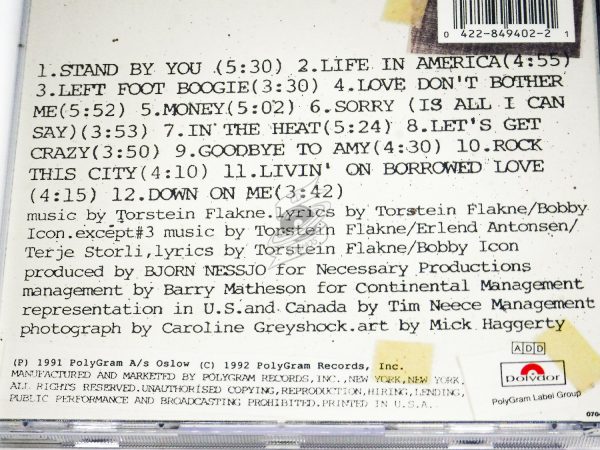 0 422-849402-2 1
1.STAND BY YOU (5:30) 2.LIFE IN AMERICA(4:55)
3.LEFT FOOT BOOGIE(3:30) 4.LOVE DON'T BOTHER
ME(5:52) 5.MONEY(5:02) 6.SORRY (IS ALL I CAN
SAY)(3:53) 7.IN THE HEAT(5:24) 8.LET'S GET
CRAZY(3:50) 9.GOODBYE TO AMY(4:30) 10.ROCK
THIS CITY(4:10) 11.LIVIN' ON BORROWED LOVE
(4:15) 12.DOWN ON ME(3:42)
music by Torstein Flakne.lyrics by Torstein Flakne/Bobby
Icon.except#3 music by Torstein Flakne/Erlend Antonsen/
Terje Storli,lyrics by Torstein Flakne/Bobby Icon
produced by BJORN NESSJO for Necessary Productions
management by Barry Matheson for Continental Management
representation in U.S.and Canada by Tim Neece Management
photograph by Caroline Greyshock.art by Mick Haggerty
(P) 1991 PolyGram A/s Oslow (C) 1992 PolyGram Records, Inc.
MANUFACTURED AND MARKETED BY POLYGRAM RECORDS,INC.,NEW YORK,NEW YORK.
ALL RIGHTS RESERVED.UNAUTHORISED COPYING,REPRODUCTION,HIRING,LENDING,
PUBLIC PERFORMANCE AND BROADCASTING PROHIBITED.PRINTED IN U.S.A..
ADD
Polydor
PolyGram Label Group